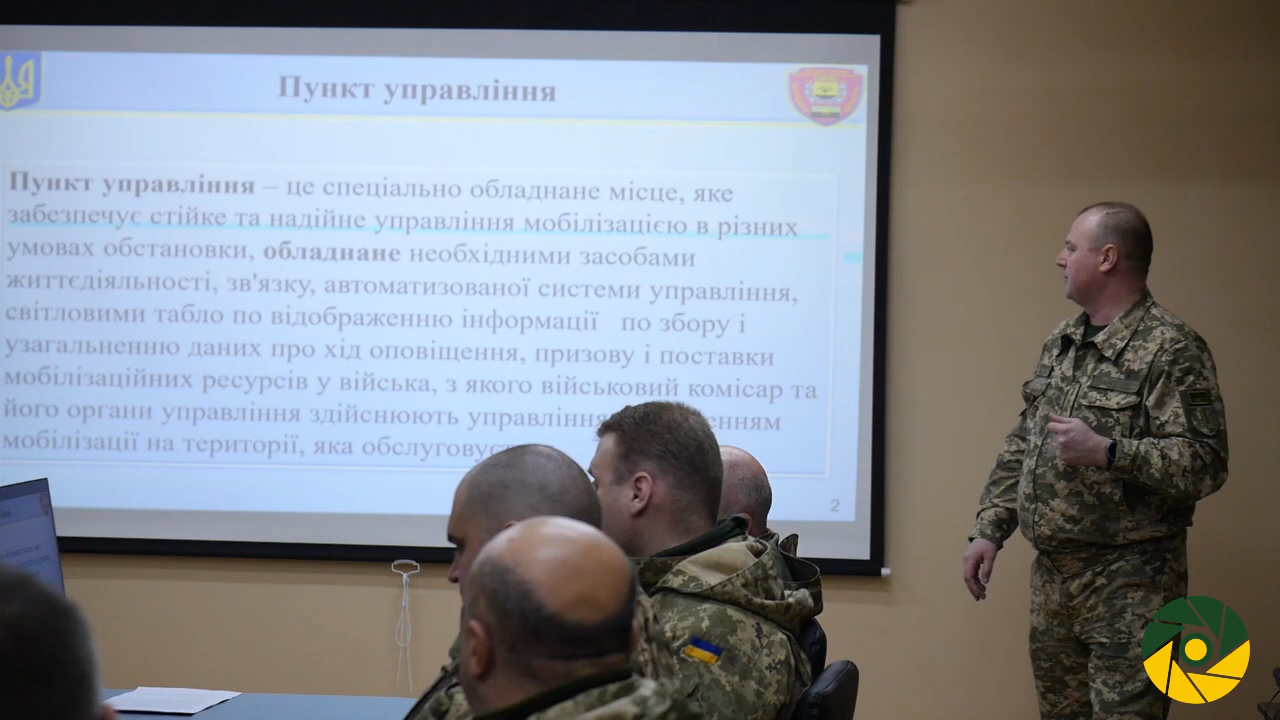 Пункт управління
Пункт управління – це спеціально обладнане місце, яке
забезпечує стійке та надійне управління мобілізацією в різних
умовах обстановки, обладнане необхідними засобами
життєдіяльності, зв'язку, автоматизованої системи управління,
світловими табло по відображенню інформації по збору і
узагальненню даних про хід оповіщення, призову і поставки
мобілізаційних ресурсів у війська, з якого військовий комісар та
його органи управління здійснюють управління
мобілізації на території, яка
2